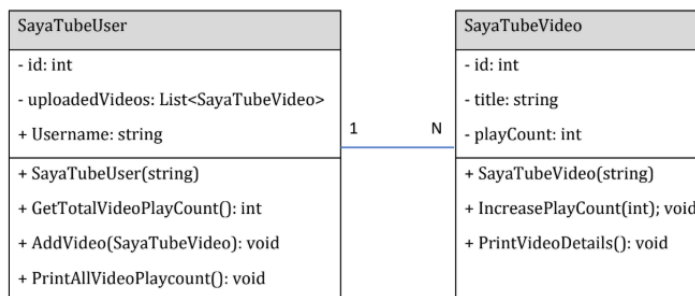 SayaTubeUser
- id: int
- uploadedVideos: List<SayaTubeVideo>
+ Username: string
+ SayaTubeUser(string)
+ GetTotalVideoPlayCount(): int
+ AddVideo(SayaTubeVideo): void
+ PrintAllVideoPlaycount(): void
1
N
SayaTubeVideo
- id: int
- title: string
- playCount: int
+ SayaTubeVideo(string)
+ IncreasePlayCount(int); void
+ PrintVideoDetails(): void